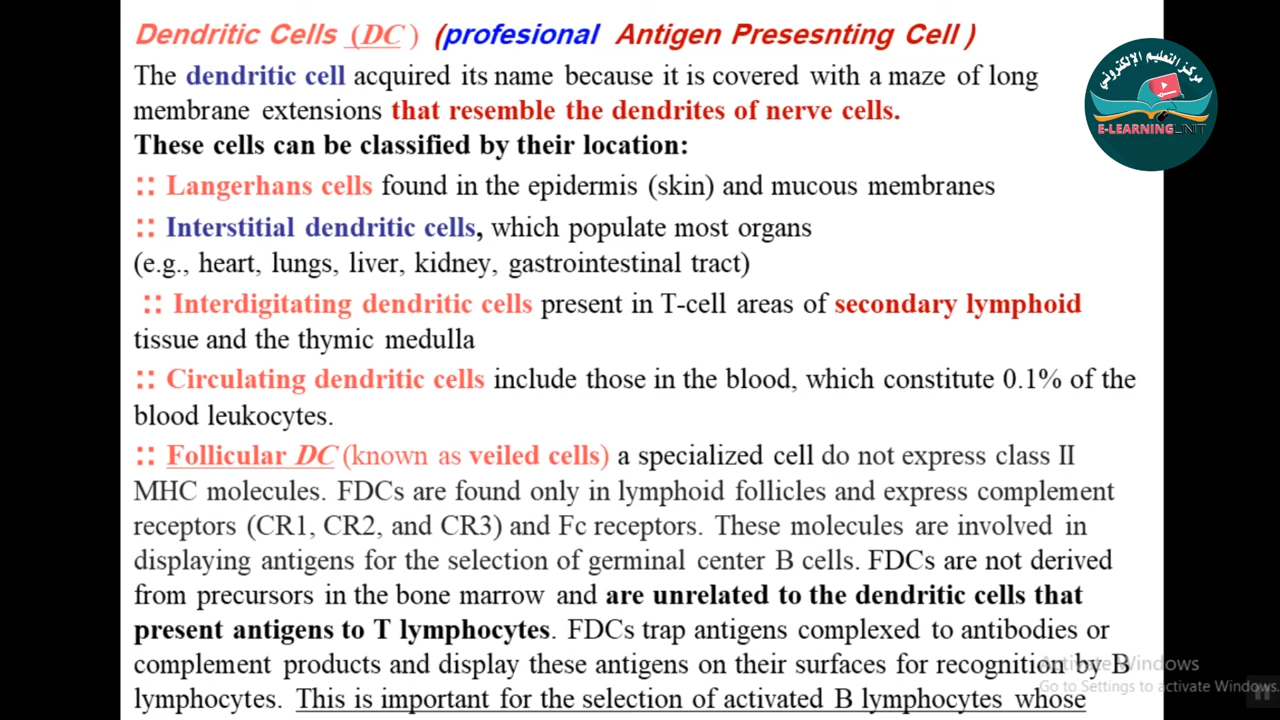 Dendritic Cells (DC ) (profesional Antigen Presesnting Cell )
The dendritic cell acquired its name because it is covered with a maze of long
membrane extensions that resemble the dendrites of nerve cells.
These cells can be classified by their location:
:: Langerhans cells found in the epidermis (skin) and mucous membranes
:: Interstitial dendritic cells, which populate most organs
(e.g., heart, lungs, liver, kidney, gastrointestinal tract)
:: Interdigitating dendritic cells present in T-cell areas of secondary lymphoid
tissue and the thymic medulla
:: Circulating dendritic cells include those in the blood, which constitute 0.1% of the
blood leukocytes.
:: Follicular DC (known as veiled cells) a specialized cell do not express class II
MHC molecules. FDCs are found only in lymphoid follicles and express complement
receptors (CR1, CR2, and CR3) and Fc receptors. These molecules are involved in
displaying antigens for the selection of germinal center B cells. FDCs are not derived
from precursors in the bone marrow and are unrelated to the dendritic cells that
present antigens to T lymphocytes. FDCs trap antigens complexed to antibodies or
complement products and display these antigens on their surfaces for recognition by B
lymphocytes. This is important for the selection of activated B lymphocytes whose
مركز التعليم الإلكتروني
E-LEARNING UNIT
Activate Windows
Go to Settings to activate Windows.